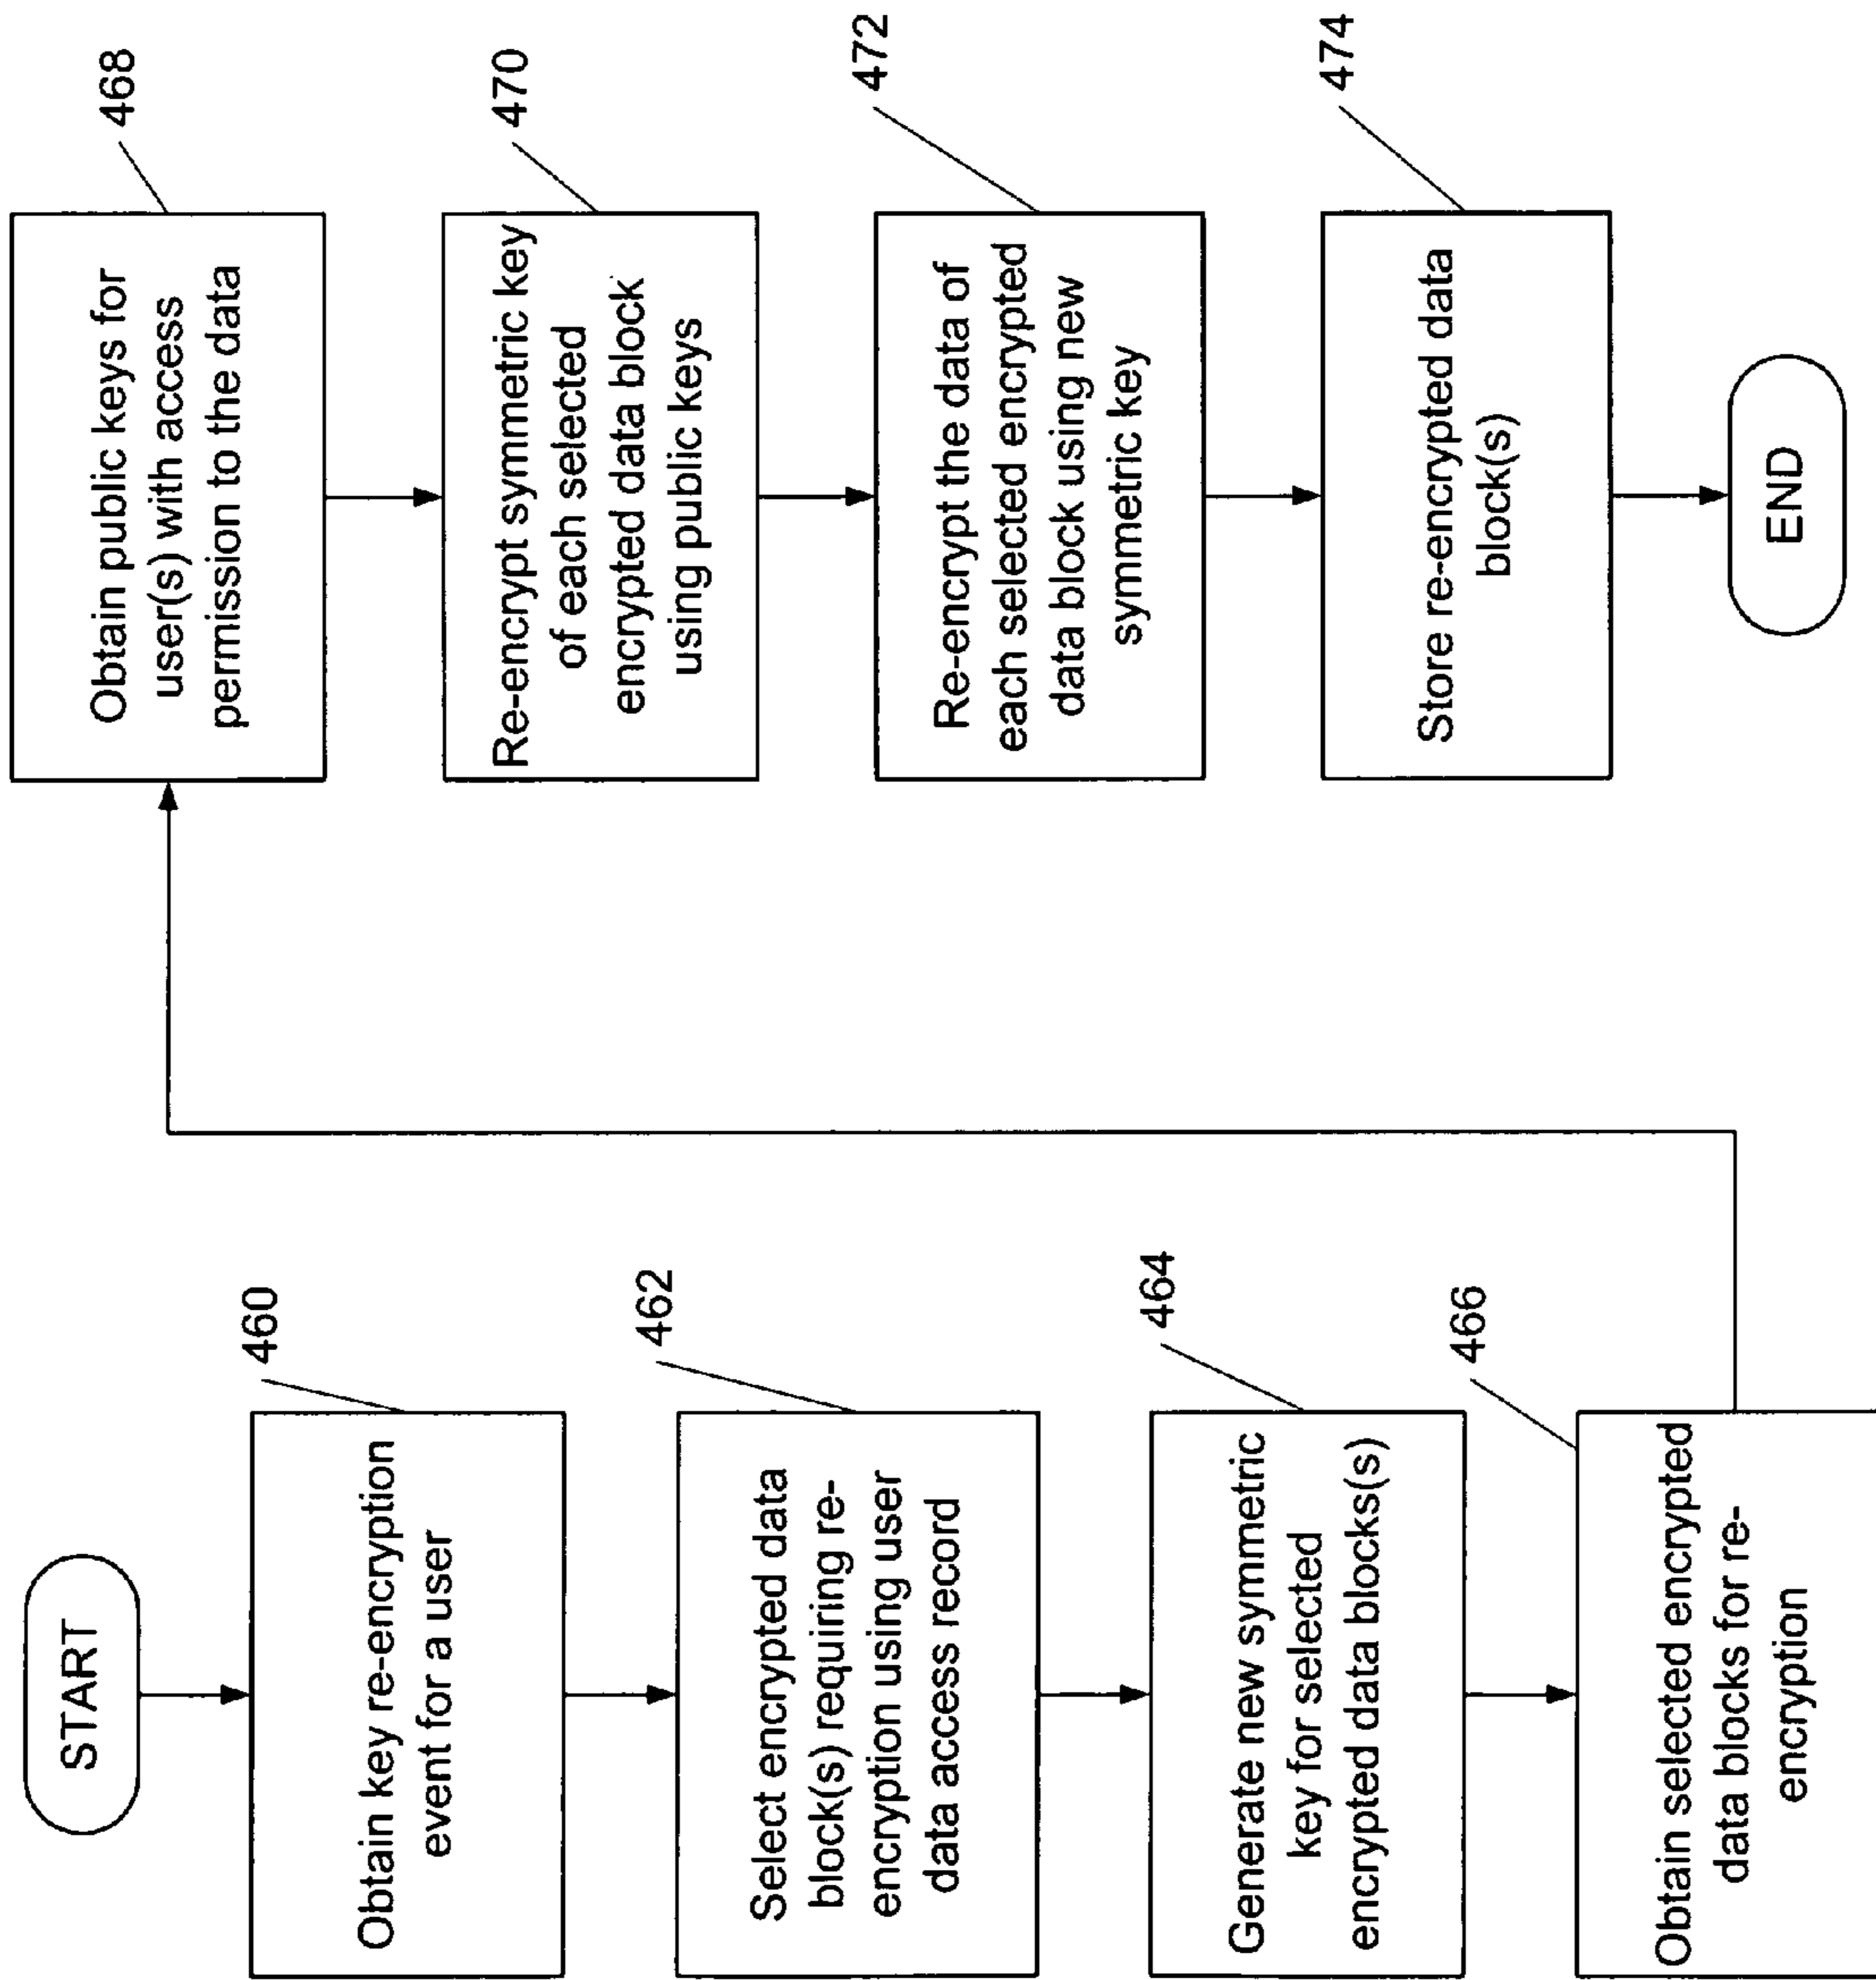 START
460
Obtain key re-encryption
event for a user
462
Select encrypted data
block(s) requiring re-
encryption using user
data access record
464
Generate new symmetric
key for selected
encrypted data blocks(s)
466
Obtain selected encrypted
data blocks for re-
encryption
468
Obtain public keys for
user(s) with access
permission to the data
470
Re-encrypt symmetric key
of each selected
encrypted data block
using public keys
472
Re-encrypt the data of
each selected encrypted
data block using new
symmetric key
474
Store re-encrypted data
block(s)
END